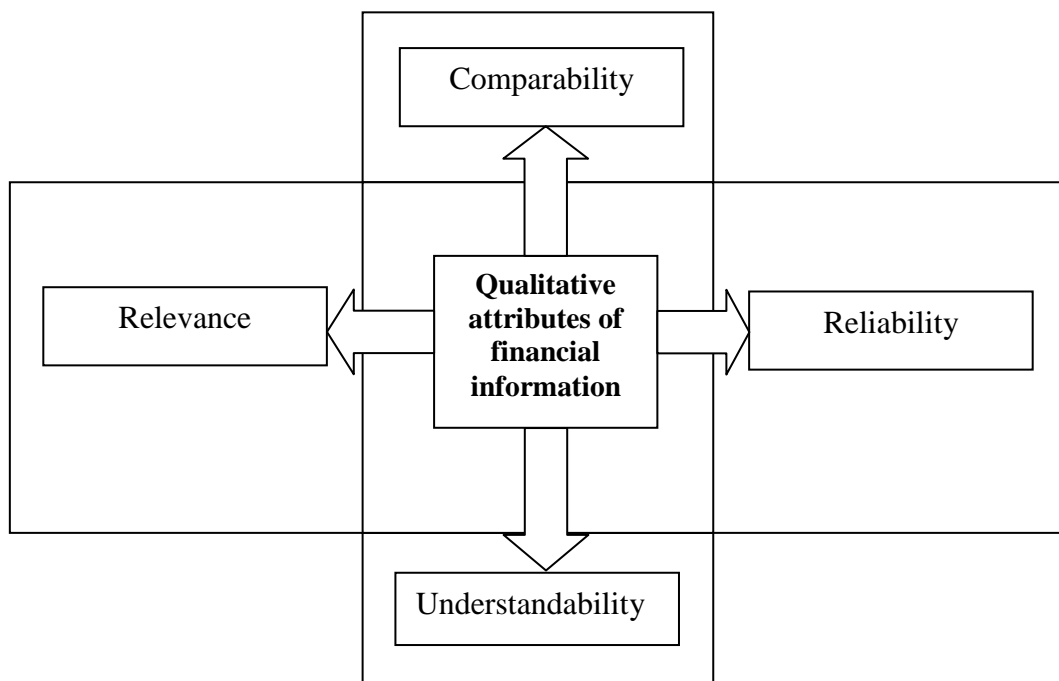 Comparability
Qualitative
attributes of
financial
information
Relevance
Reliability
Understandability